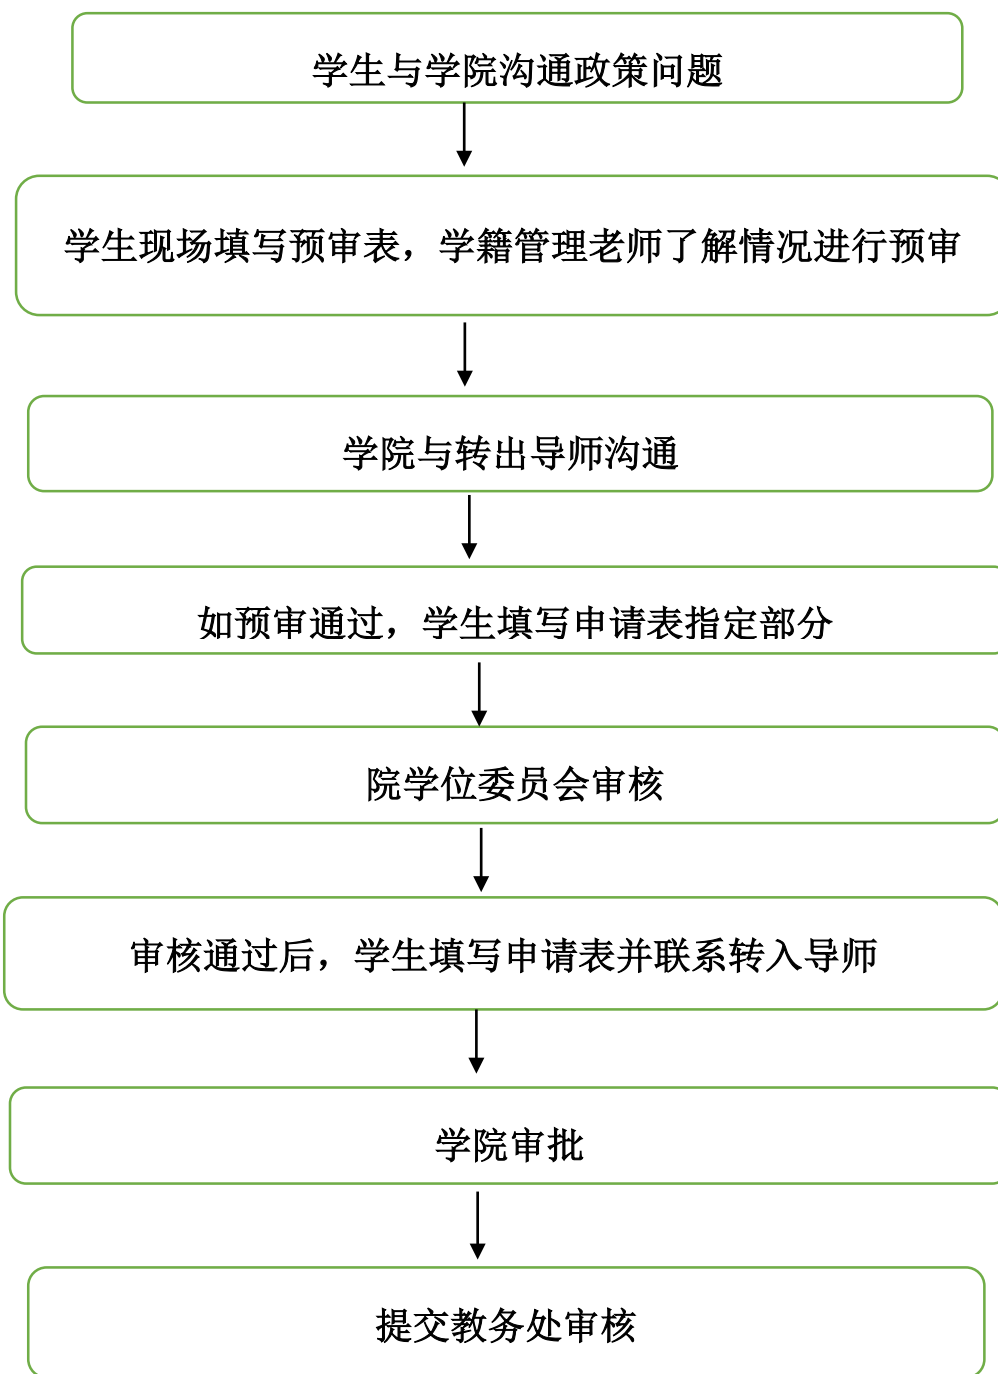 学生与学院沟通政策问题
学生现场填写预审表，学籍管理老师了解情况进行预审
学院与转出导师沟通
如预审通过，学生填写申请表指定部分
院学位委员会审核
审核通过后，学生填写申请表并联系转入导师
学院审批
提交教务处审核